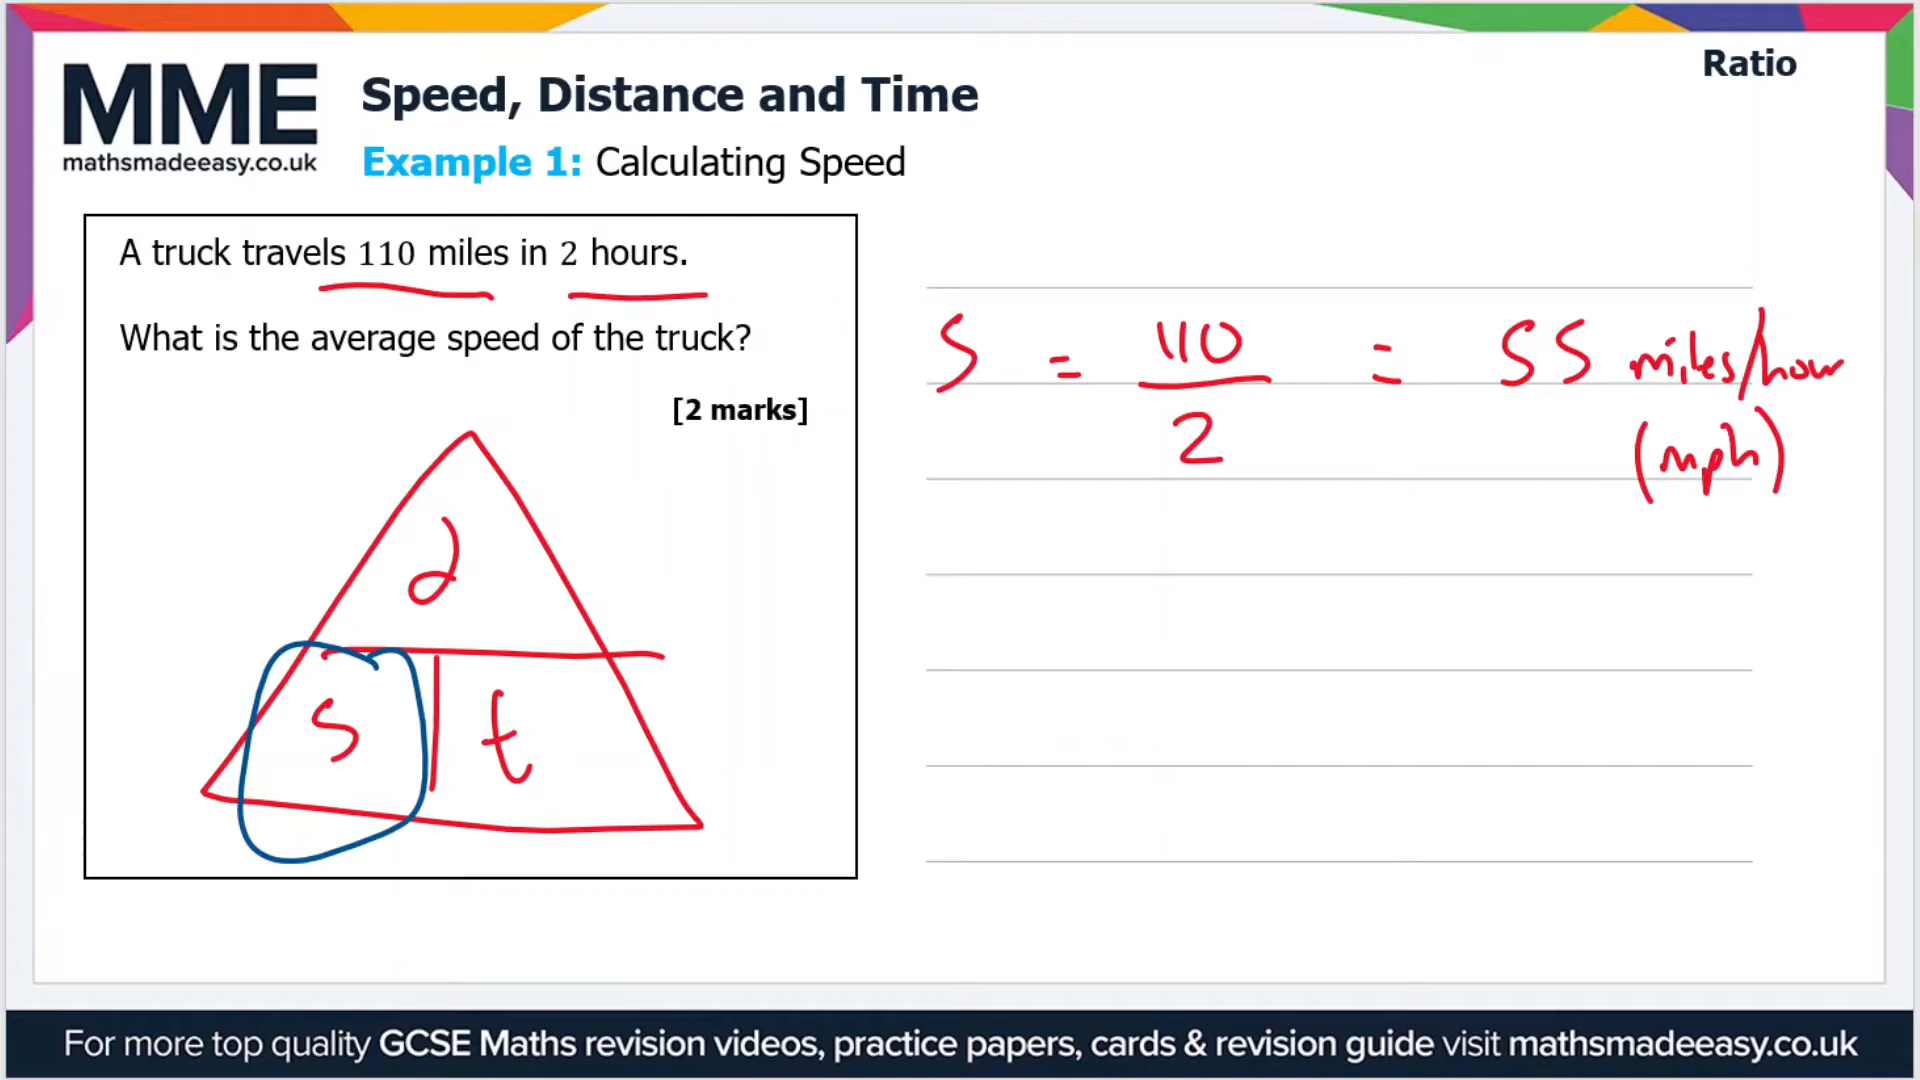 Ratio
MME
mathsmadeeasy.co.uk
Speed, Distance and Time
Example 1: Calculating Speed
A truck travels 110 miles in 2 hours.
What is the average speed of the truck?
[2 marks]
d
s t
S = 110/2 = 55 miles/hour
(mph)
For more top quality GCSE Maths revision videos, practice papers, cards & revision guide visit mathsmadeeasy.co.uk